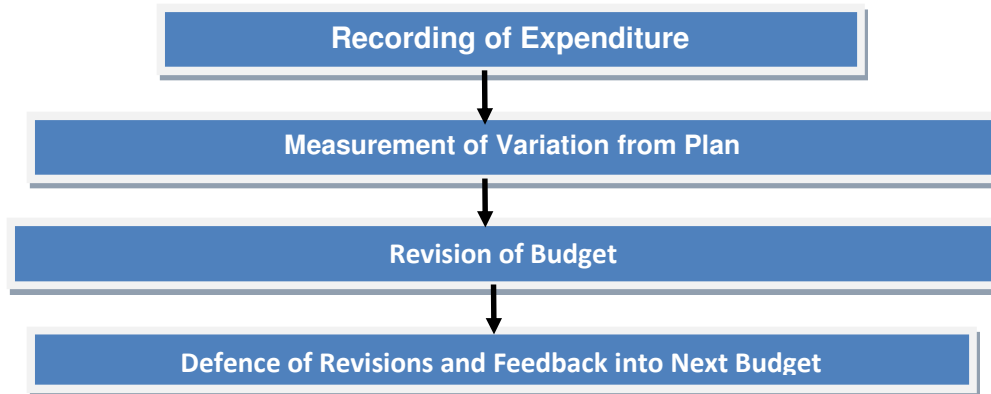 Recording of Expenditure
Measurement of Variation from Plan
Revision of Budget
Defence of Revisions and Feedback into Next Budget